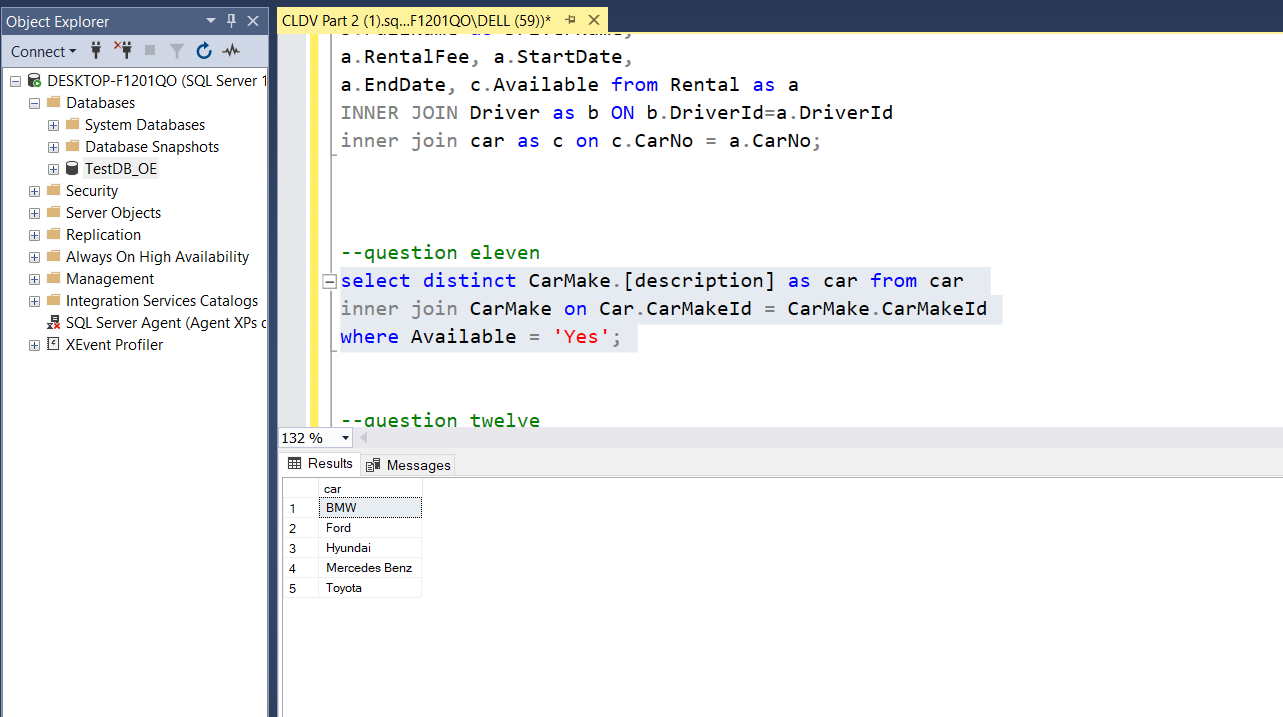 Object Explorer
Connect
DESKTOP-F1201QO (SQL Server 1
Databases
System Databases
Database Snapshots
TestDB_OE
Security
Server Objects
Replication
Always On High Availability
Management
Integration Services Catalogs
SQL Server Agent (Agent XPs
XEvent Profiler
CLDV Part 2 (1).sq...F1201QO\DELL (59))*
a.RentalFee, a.StartDate,
a.EndDate, c.Available from Rental as a
INNER JOIN Driver as b ON b.DriverId=a.DriverId
inner join car as c on c.CarNo = a.CarNo;
--question eleven
select distinct CarMake.[description] as car from car
inner join CarMake on Car.CarMakeId = CarMake.CarMakeId
where Available = 'Yes';
--question twelve
132 %
Results Messages
car
1 BMW
2 Ford
3 Hyundai
4 Mercedes Benz
5 Toyota